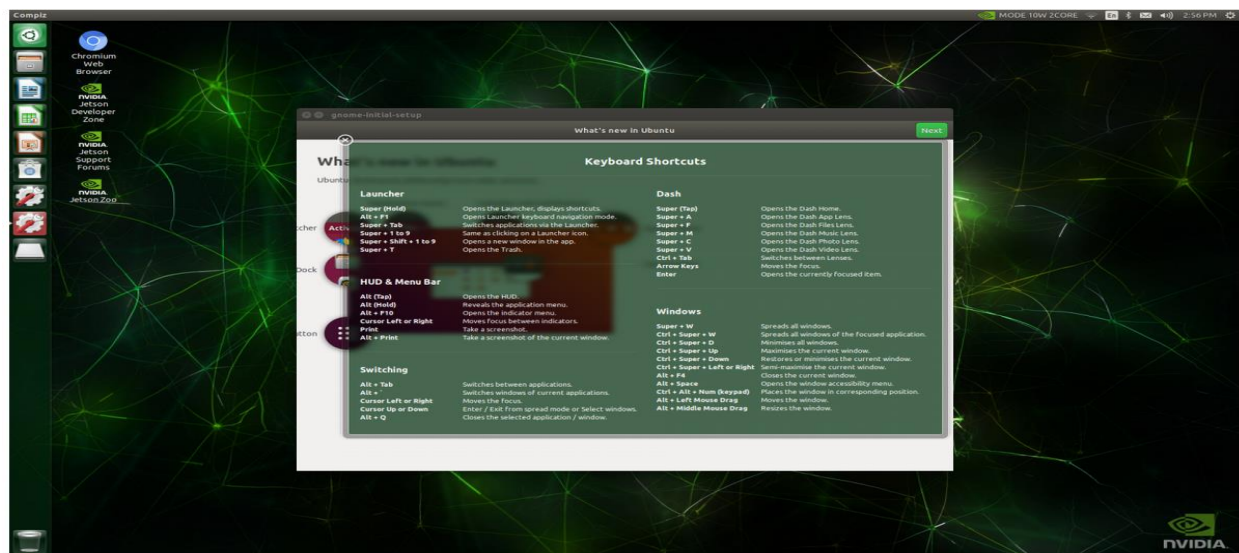 Compiz
MODE 10W 2CORE En 2:56 PM
Chromium
Web
Browser
NVIDIA.
Jetson
Developer
Zone
NVIDIA.
Jetson
Support
Forums
NVIDIA.
Jetson Zoo
gnome-initial-setup
What's new in Ubuntu Next
Wha
Ubuntu
cher
Activ
Dock
utton
Keyboard Shortcuts
Launcher
Super (Hold) Opens the Launcher, displays shortcuts.
Alt + F1 Opens Launcher keyboard navigation mode.
Super + Tab Switches applications via the Launcher.
Super + 1 to 9 Same as clicking on a Launcher icon.
Super + Shift + 1 to 9 Opens a new window in the app.
Super + T Opens the Trash.
HUD & Menu Bar
Alt (Tap) Opens the HUD.
Alt (Hold) Reveals the application menu.
Alt + F10 Opens the indicator menu.
Cursor Left or Right Moves focus between indicators.
Print Take a screenshot.
Alt + Print Take a screenshot of the current window.
Switching
Alt + Tab Switches between applications.
Alt + ` Switches windows of current applications.
Cursor Left or Right Moves the focus.
Cursor Up or Down Enter / Exit from spread mode or Select windows.
Alt + Q Closes the selected application / window.
Dash
Super (Tap) Opens the Dash Home.
Super + A Opens the Dash App Lens.
Super + F Opens the Dash Files Lens.
Super + M Opens the Dash Music Lens.
Super + C Opens the Dash Photo Lens.
Super + V Opens the Dash Video Lens.
Ctrl + Tab Switches between Lenses.
Arrow Keys Moves the focus.
Enter Opens the currently focused item.
Windows
Super + W Spreads all windows.
Ctrl + Super + W Spreads all windows of the focused application.
Ctrl + Super + D Minimises all windows.
Ctrl + Super + Up Maximises the current window.
Ctrl + Super + Down Restores or minimises the current window.
Ctrl + Super + Left or Right Semi-maximise the current window.
Alt + F4 Closes the current window.
Alt + Space Opens the window accessibility menu.
Ctrl + Alt + Num (keypad) Places the window in corresponding position.
Alt + Left Mouse Drag Moves the window.
Alt + Middle Mouse Drag Resizes the window.
NVIDIA.